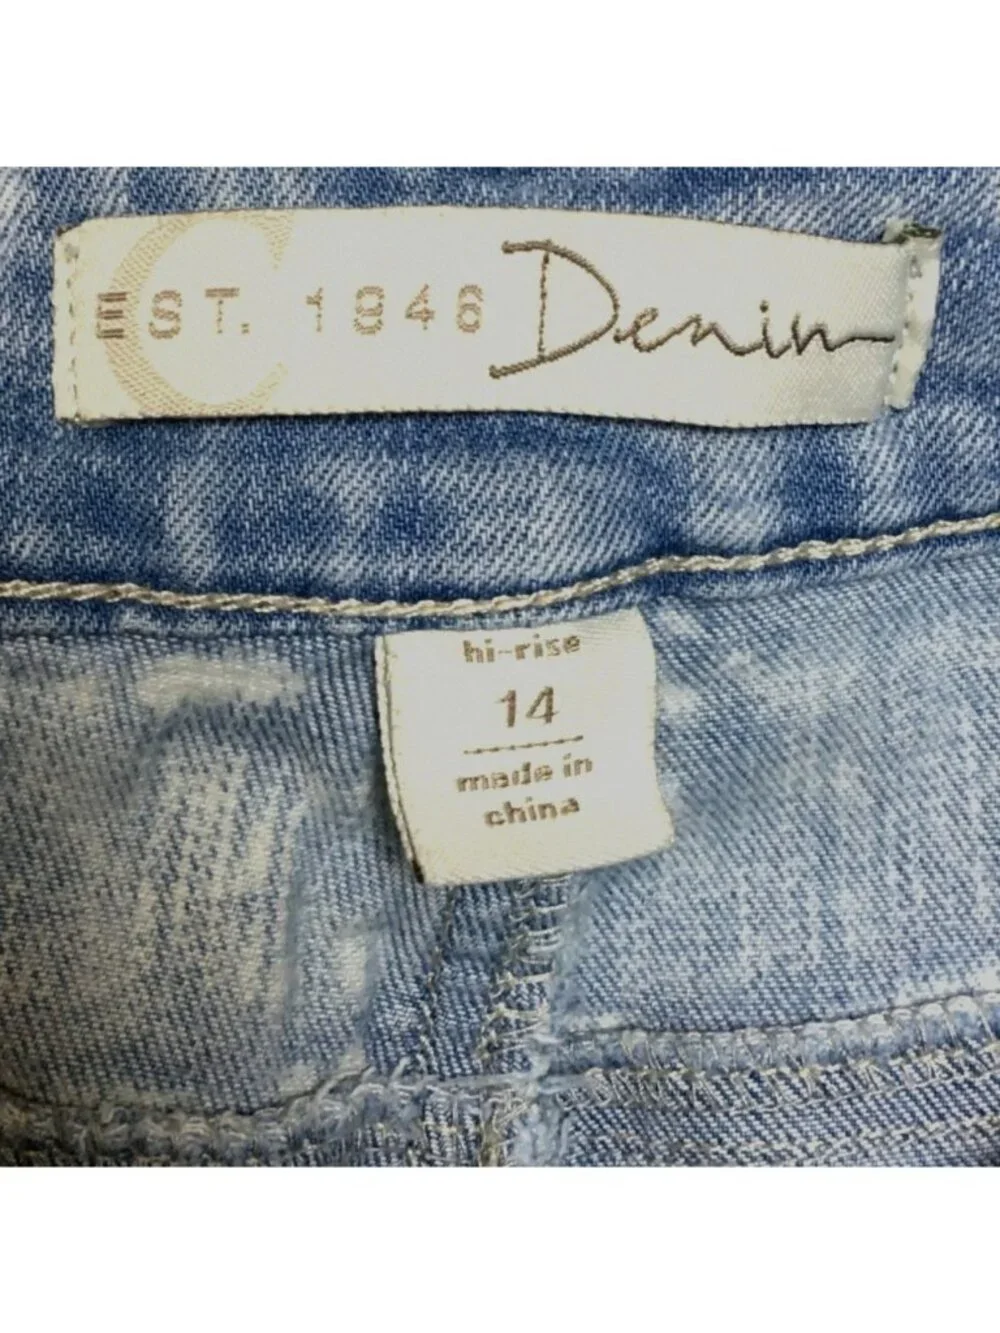 C EST. 1946 Denim
hi-rise
14
made in
china